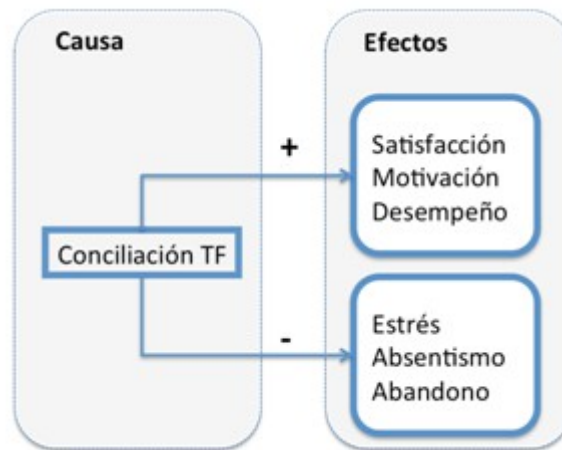 Causa
Conciliación TF
+
-
Efectos
Satisfacción
Motivación
Desempeño
Estrés
Absentismo
Abandono